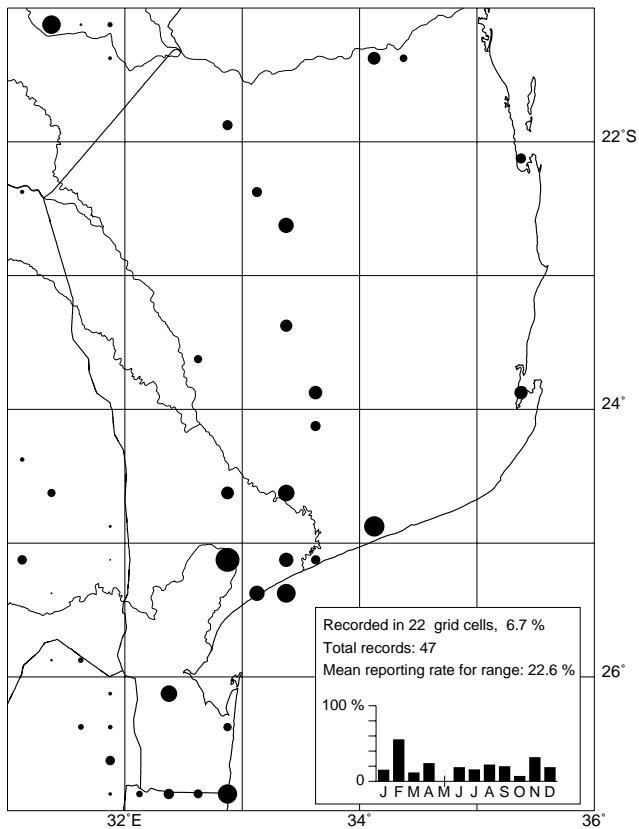 22˚S
24˚
26˚
Recorded in 22 grid cells, 6.7 %
Total records: 47
Mean reporting rate for range: 22.6 %
100 %
0
J F M A M J J A S O N D
32˚E
34˚
36˚